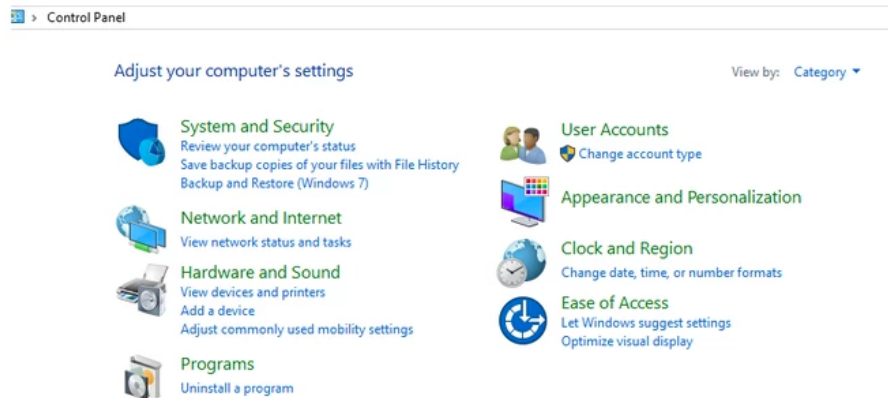 Control Panel
Adjust your computer's settings
View by: Category
System and Security
Review your computer's status
Save backup copies of your files with File History
Backup and Restore (Windows 7)
Network and Internet
View network status and tasks
Hardware and Sound
View devices and printers
Add a device
Adjust commonly used mobility settings
Programs
Uninstall a program
User Accounts
Change account type
Appearance and Personalization
Clock and Region
Change date, time, or number formats
Ease of Access
Let Windows suggest settings
Optimize visual display